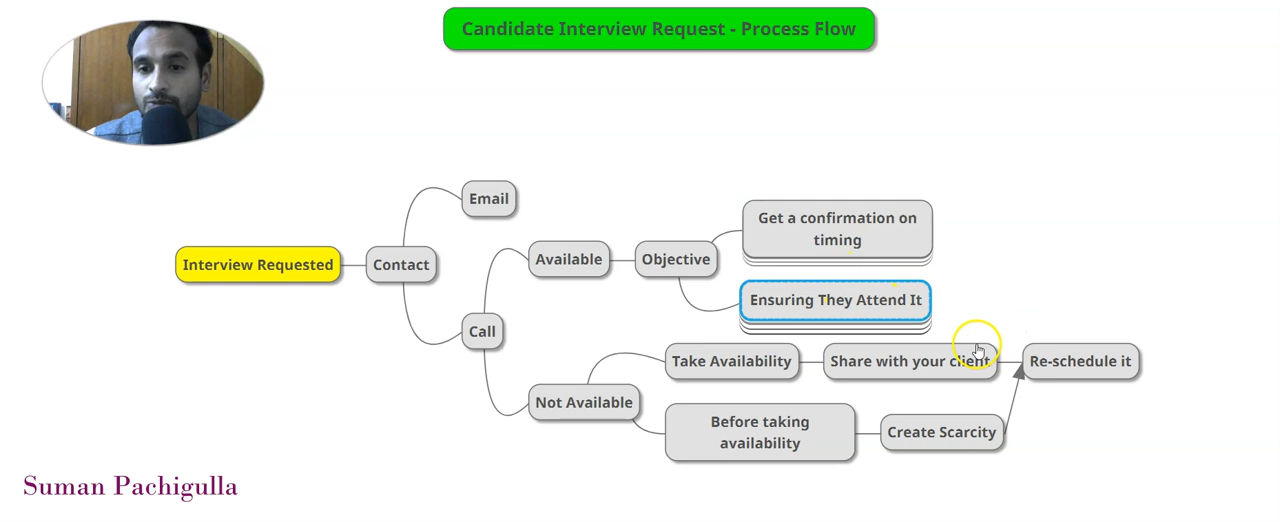 Candidate Interview Request - Process Flow
Email
Get a confirmation on
timing
Interview Requested
Contact
Available
Objective
Ensuring They Attend It
Call
Take Availability
Share with your client
Re-schedule it
Not Available
Before taking
availability
Create Scarcity
Suman Pachigulla